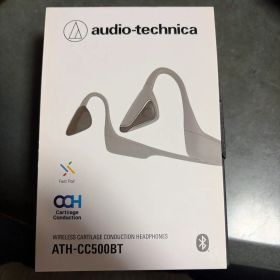 audio-technica
Fast Pair
CCH
Cartilage
Conduction
WIRELESS CARTILAGE CONDUCTION HEADPHONES
ATH-CC500BT